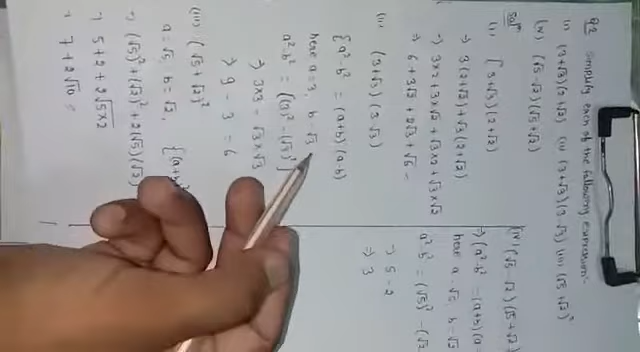 Q2 Simplify each of the following expression-
(i) (3+√3)(2+√2) (ii) (3+√3)(3-√3) (iii) (√5+√2)²
(iv) (√5-√2)(√5+√2)
Solⁿ
(i) (3+√3)(2+√2)
⇒ 3(2+√2)+√3(2+√2)
⇒ 3×2+3×√2+√3×2+√3×√2
⇒ 6+3√2+2√3+√6 -
(ii) (3+√3)(3-√3)
{a²-b² = (a+b)(a-b)
here a=3, b=√3
a²-b² = [(3)²-(√3)²]
⇒ 3×3 - √3×√3
⇒ 9 - 3 = 6
(iii) (√5+√2)²
a=√5, b=√2, {(a+b)
⇒ (√5)²+(√2)²+2(√5)(√2)
⇒ 5+2+2√5×2
⇒ 7+2√10 =
(iv) (√5-√2)(√5+√2)
⇒ (a²-b² = (a+b)(a-
here a=√5, b=√2
a²-b² = (√5)²-(√2
⇒ 5-2
⇒ 3